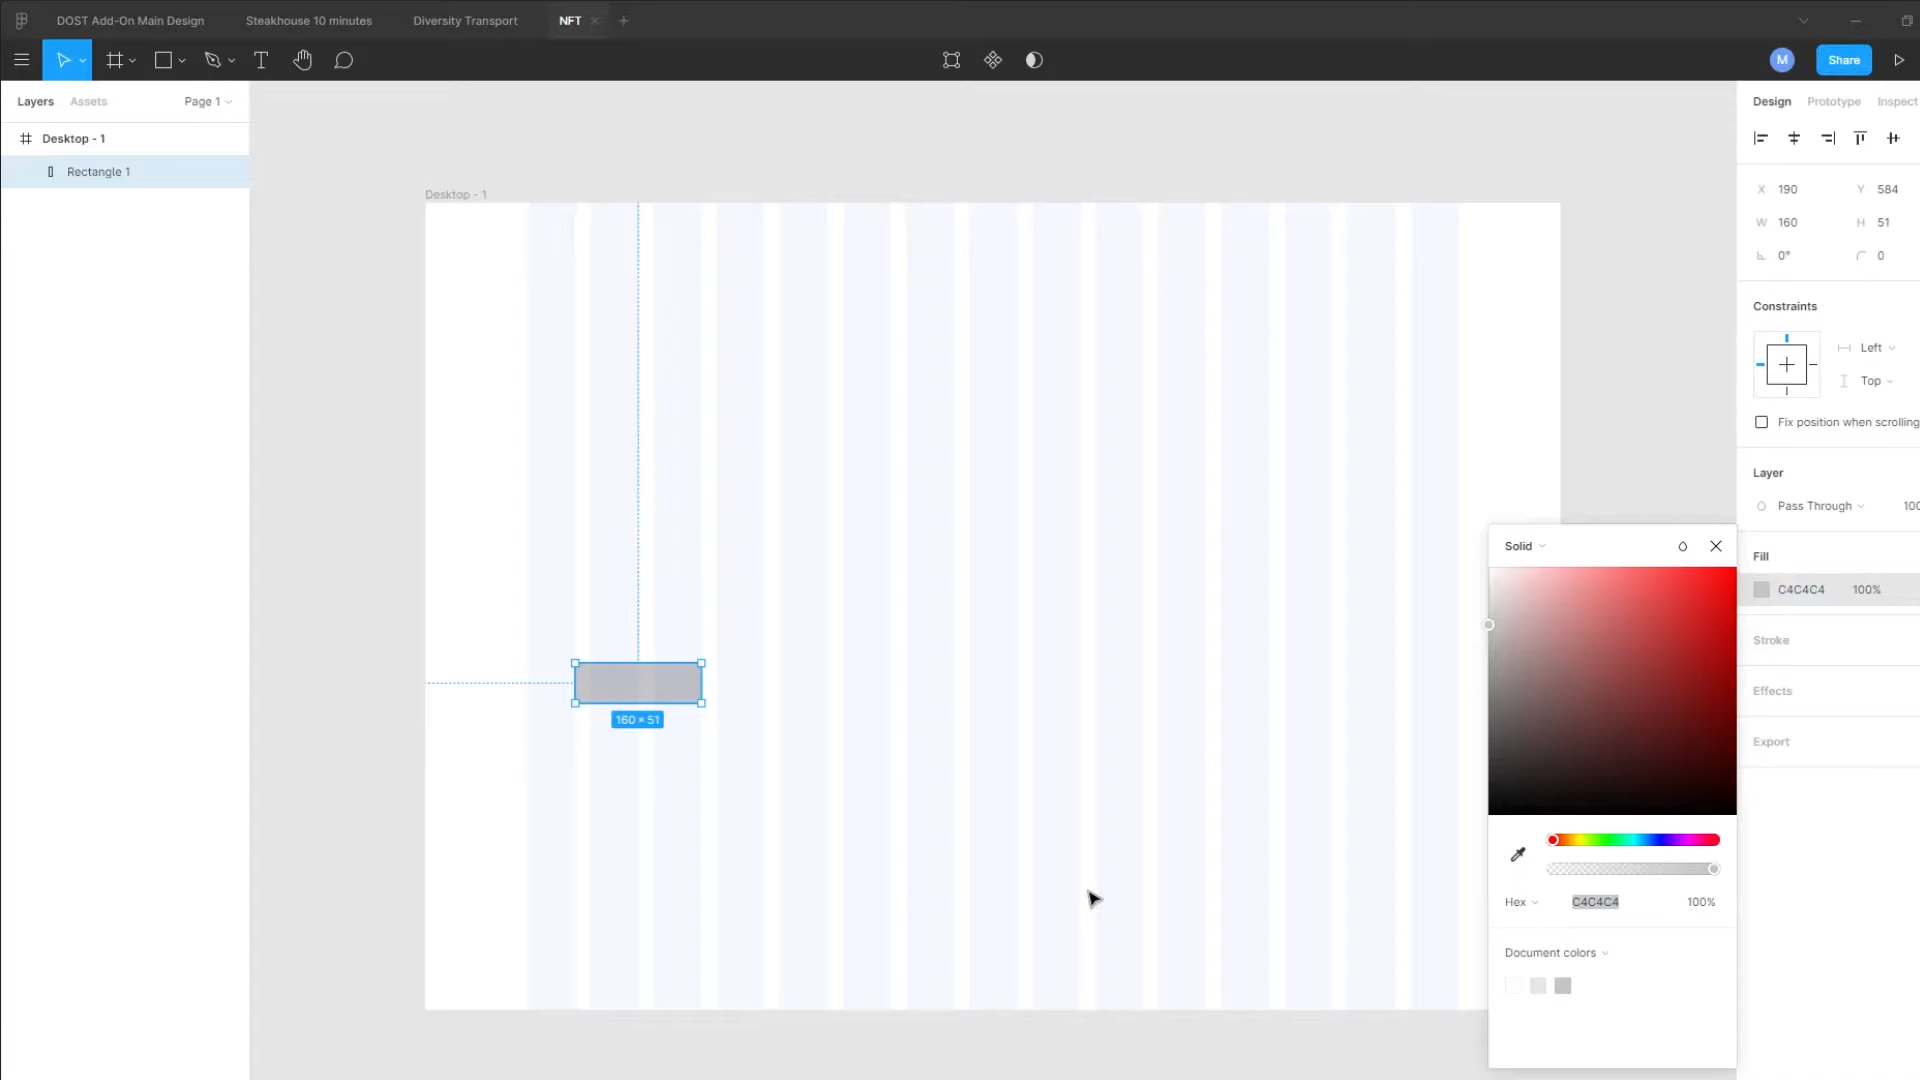 DOST Add-On Main Design
Steakhouse 10 minutes
Diversity Transport
NFT
M
Share
Layers
Assets
Page 1
Desktop - 1
Rectangle 1
Desktop - 1
160 × 51
Design
Prototype
Inspect
X 190
Y 584
W 160
H 51
0°
0
Constraints
Left
Top
Fix position when scrolling
Layer
Pass Through
100
Fill
C4C4C4 100%
Stroke
Effects
Export
Solid
Hex
C4C4C4
100%
Document colors